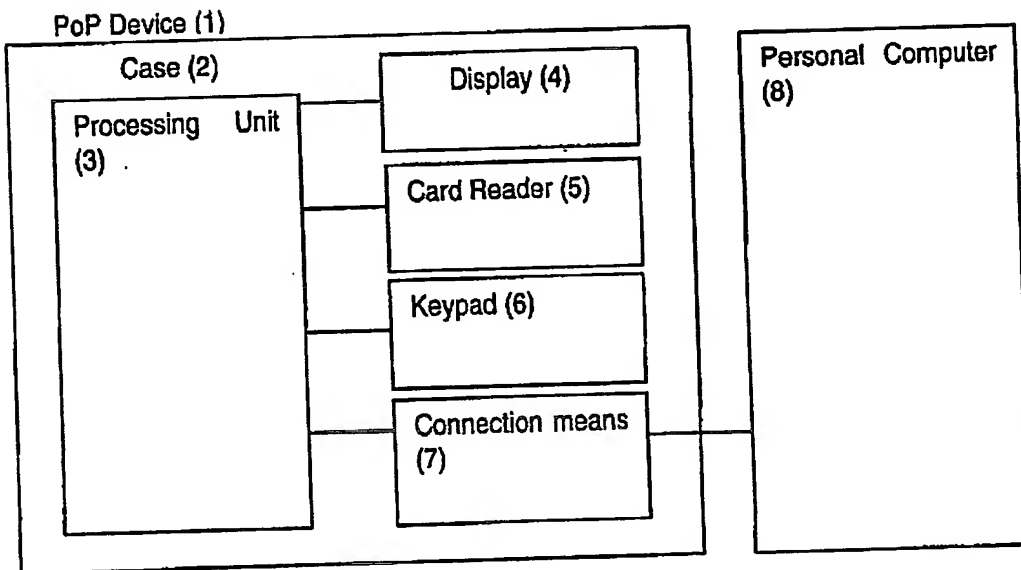 PoP Device (1)
Case (2)
Processing Unit
(3)
Display (4)
Card Reader (5)
Keypad (6)
Connection means
(7)
Personal Computer
(8)